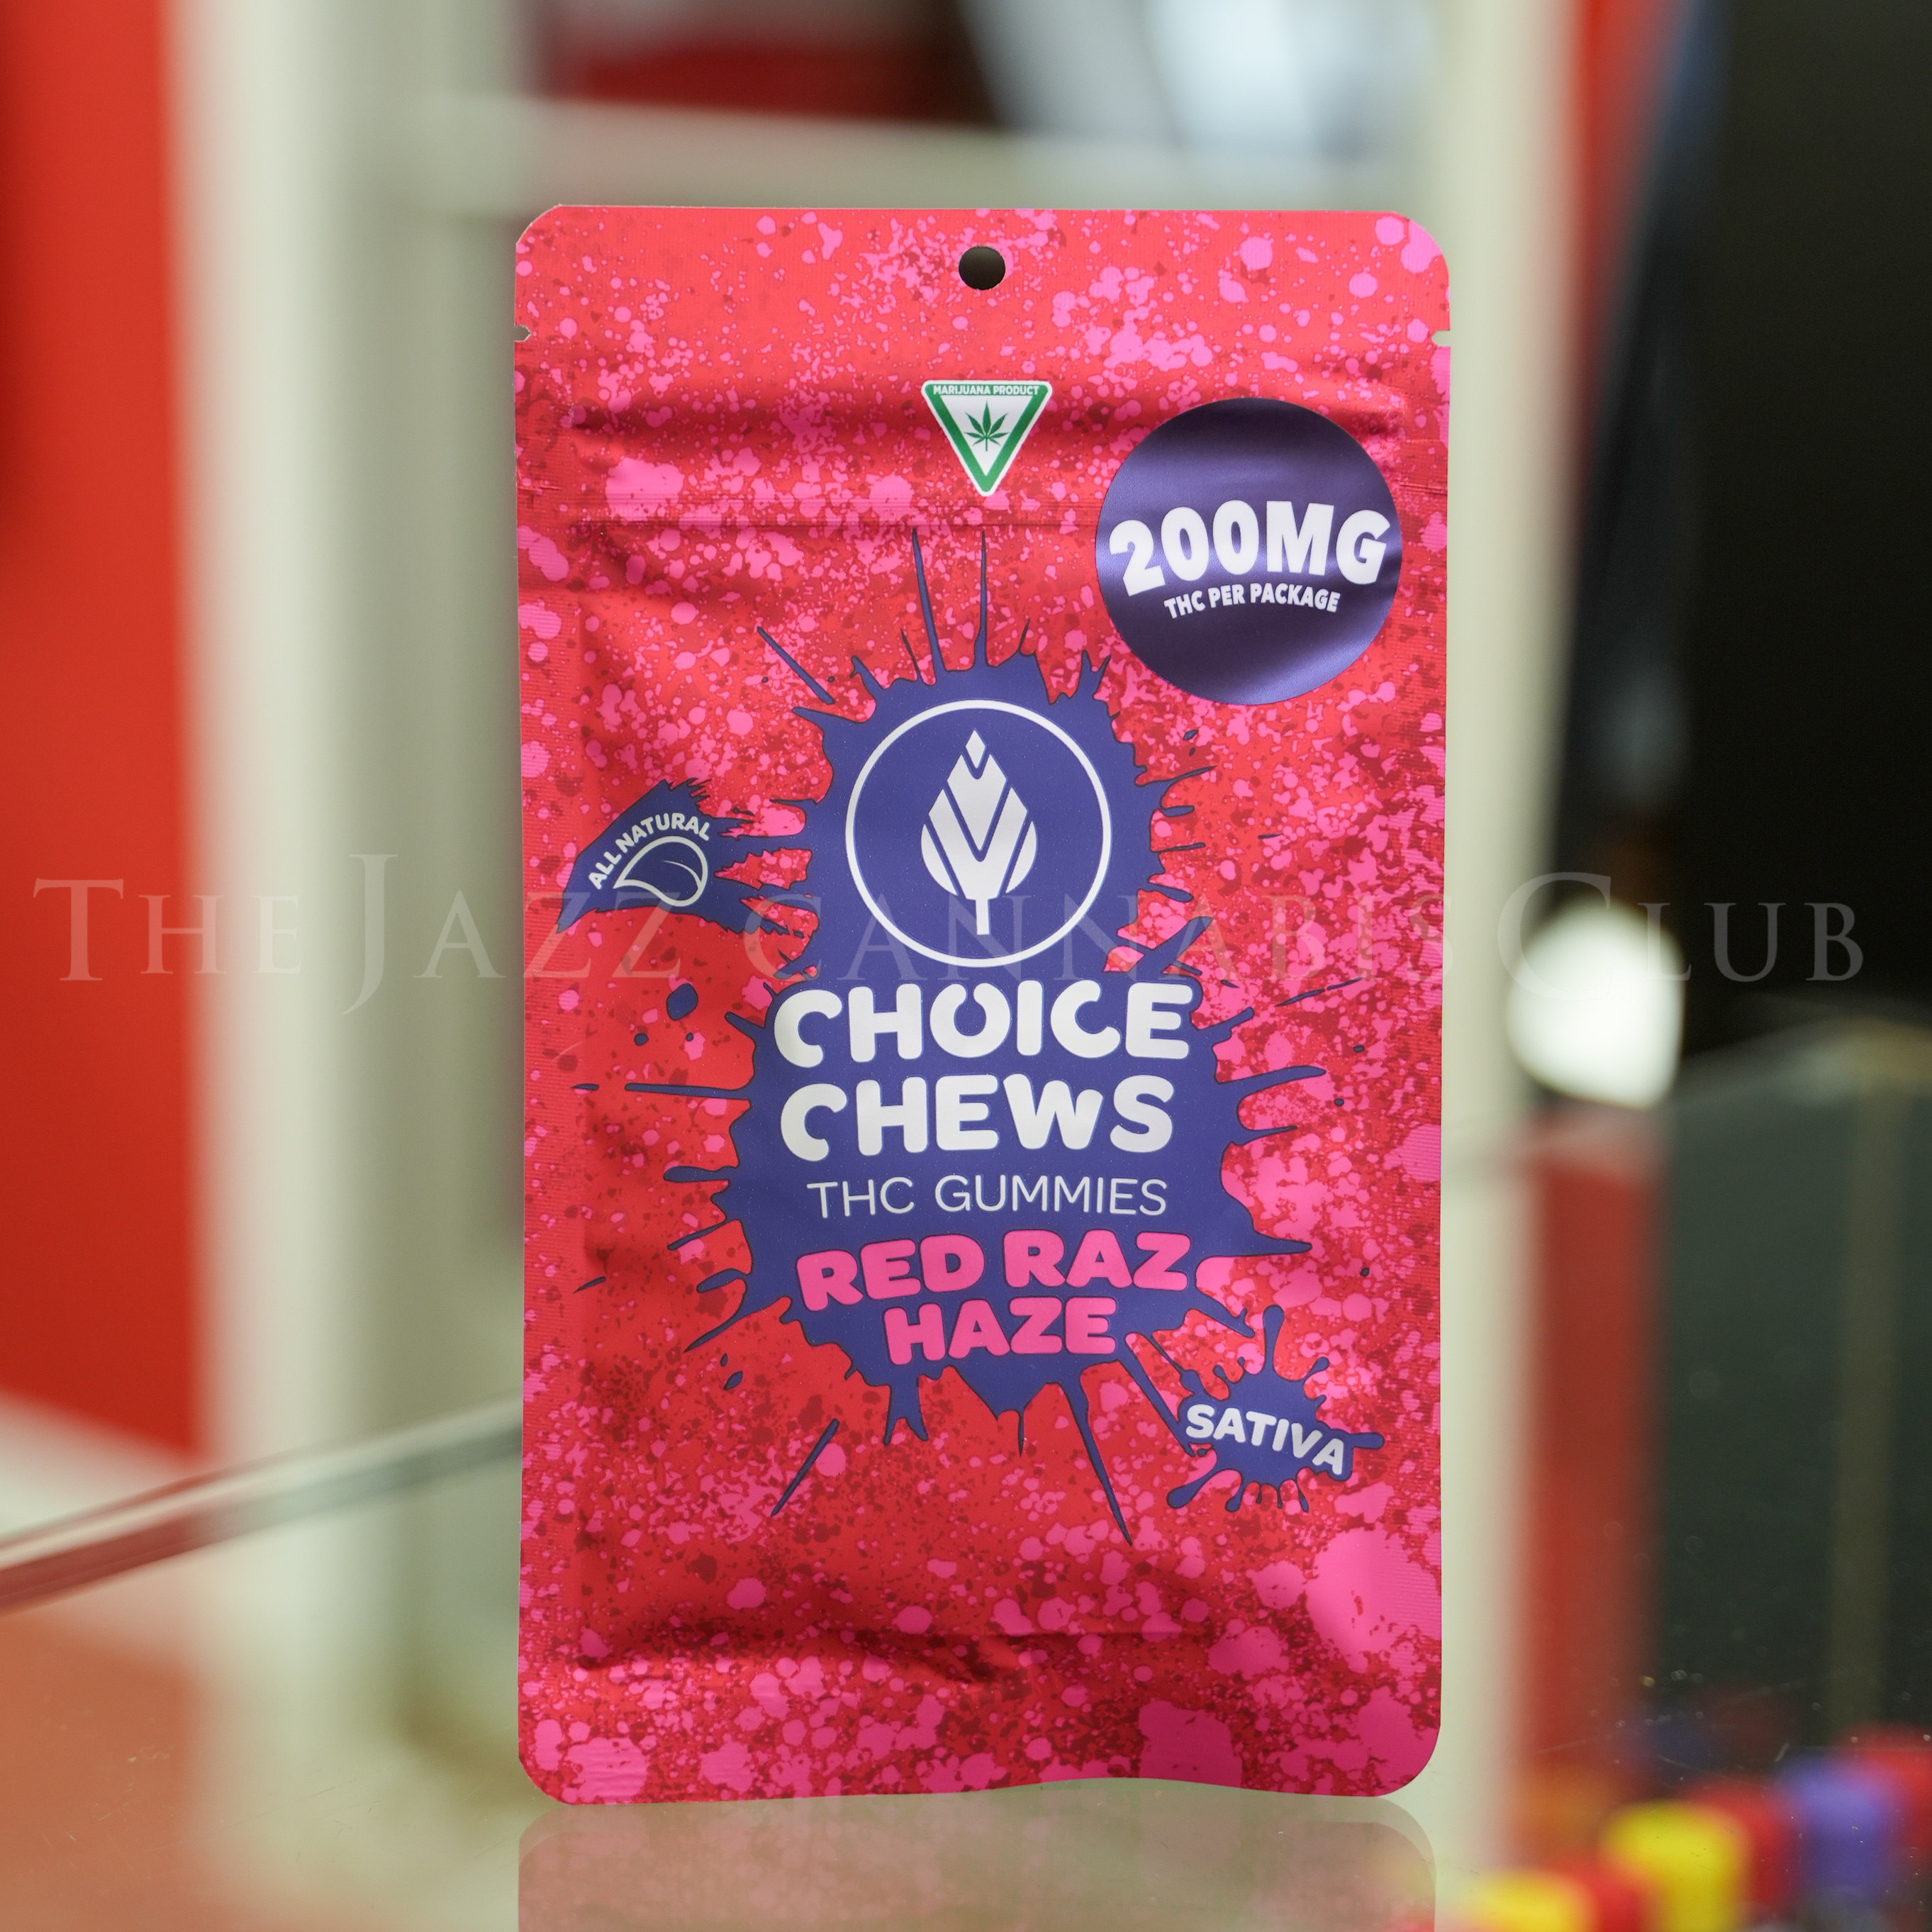 MARIJUANA PRODUCT
200MG
THC PER PACKAGE
ALL NATURAL
THE JAZZ CANNABIS CLUB
CHOICE
CHEWS
THC GUMMIES
RED RAZ
HAZE
SATIVA